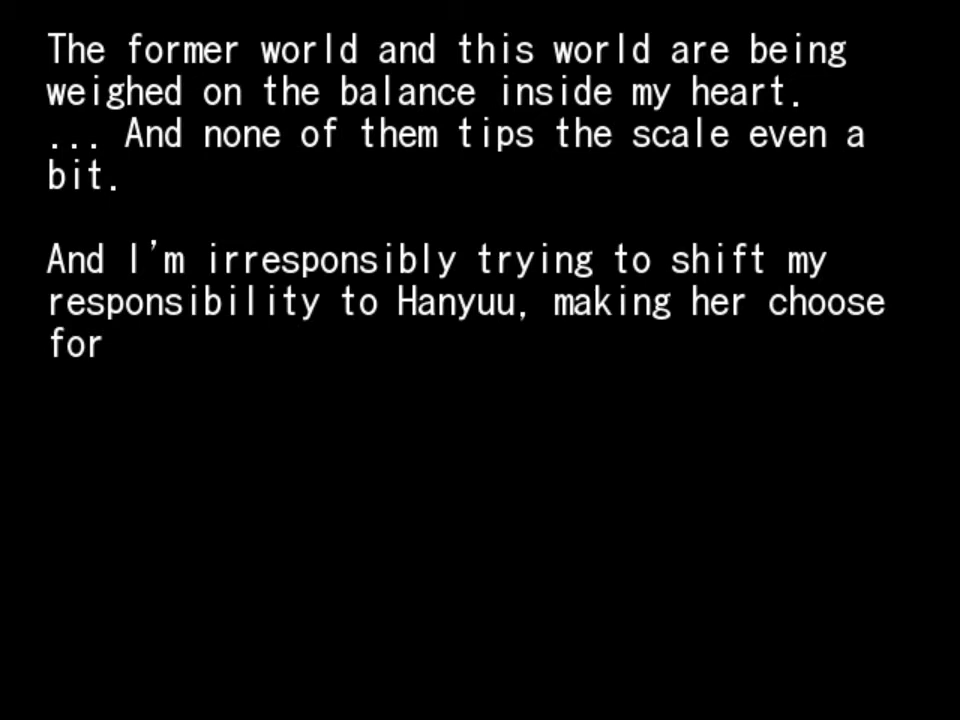 The former world and this world are being
weighed on the balance inside my heart.
... And none of them tips the scale even a
bit.
And I'm irresponsibly trying to shift my
responsibility to Hanyuu, making her choose
for